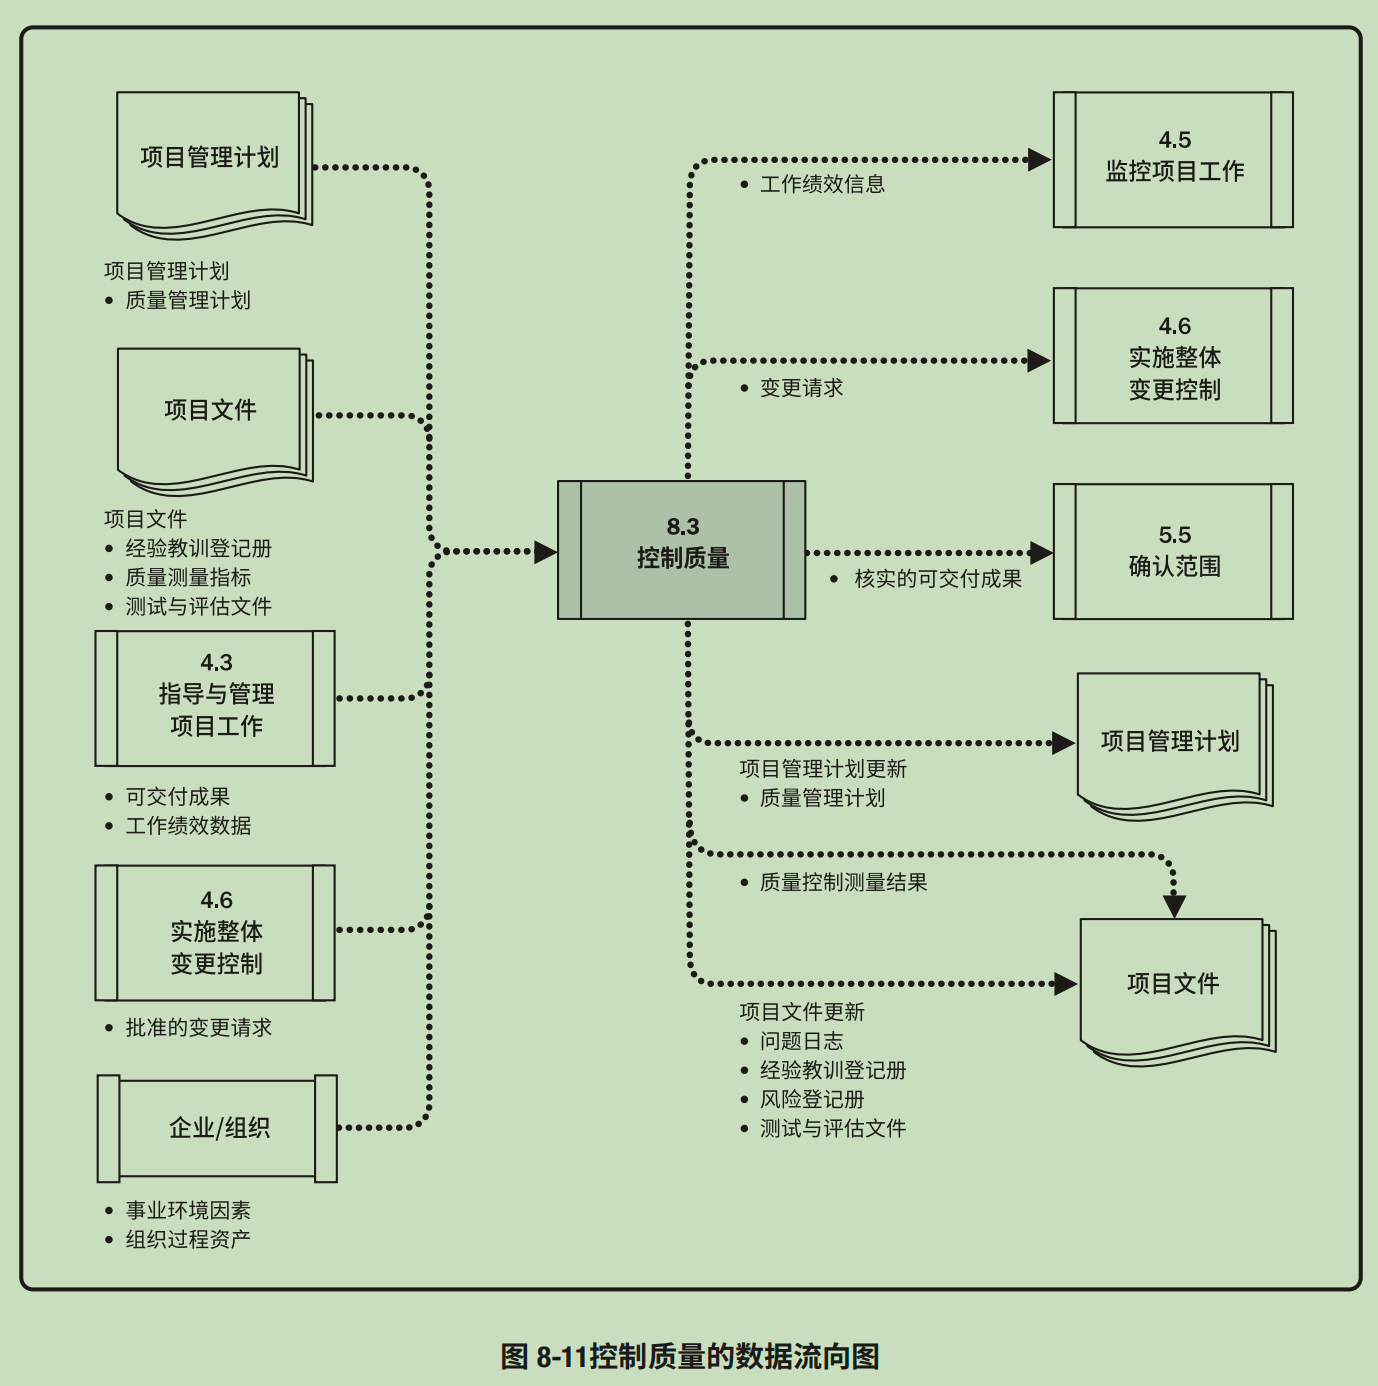 项目管理计划
项目管理计划
• 质量管理计划
项目文件
项目文件
• 经验教训登记册
• 质量测量指标
• 测试与评估文件
4.3
指导与管理
项目工作
• 可交付成果
• 工作绩效数据
4.6
实施整体
变更控制
• 批准的变更请求
企业/组织
• 事业环境因素
• 组织过程资产
8.3
控制质量
• 工作绩效信息
4.5
监控项目工作
• 变更请求
4.6
实施整体
变更控制
• 核实的可交付成果
5.5
确认范围
项目管理计划更新
• 质量管理计划
项目管理计划
• 质量控制测量结果
项目文件
项目文件更新
• 问题日志
• 经验教训登记册
• 风险登记册
• 测试与评估文件
图 8-11控制质量的数据流向图